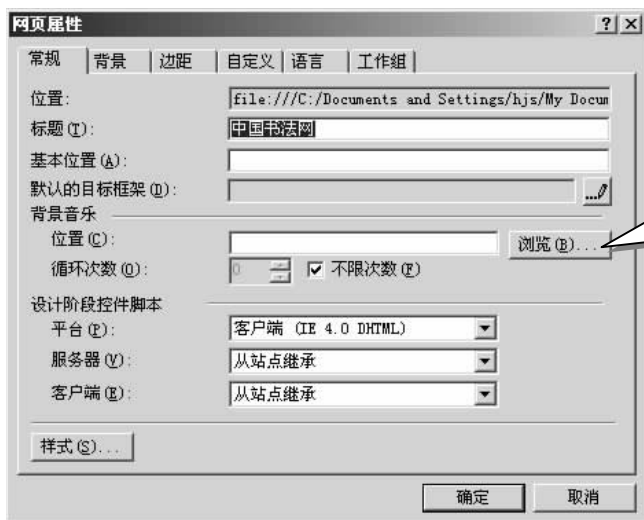 网页属性 ? ×
常规 背景 边距 自定义 语言 工作组
位置: file:///C:/Documents and Settings/hjs/My Docum
标题(T): 中国书法网
基本位置(A):
默认的目标框架(D): ...
背景音乐
位置(C): 浏览(B)...
循环次数(O): 0 不限次数(F)
设计阶段控件脚本
平台(P): 客户端 (IE 4.0 DHTML)
服务器(V): 从站点继承
客户端(E): 从站点继承
样式(S)...
确定 取消